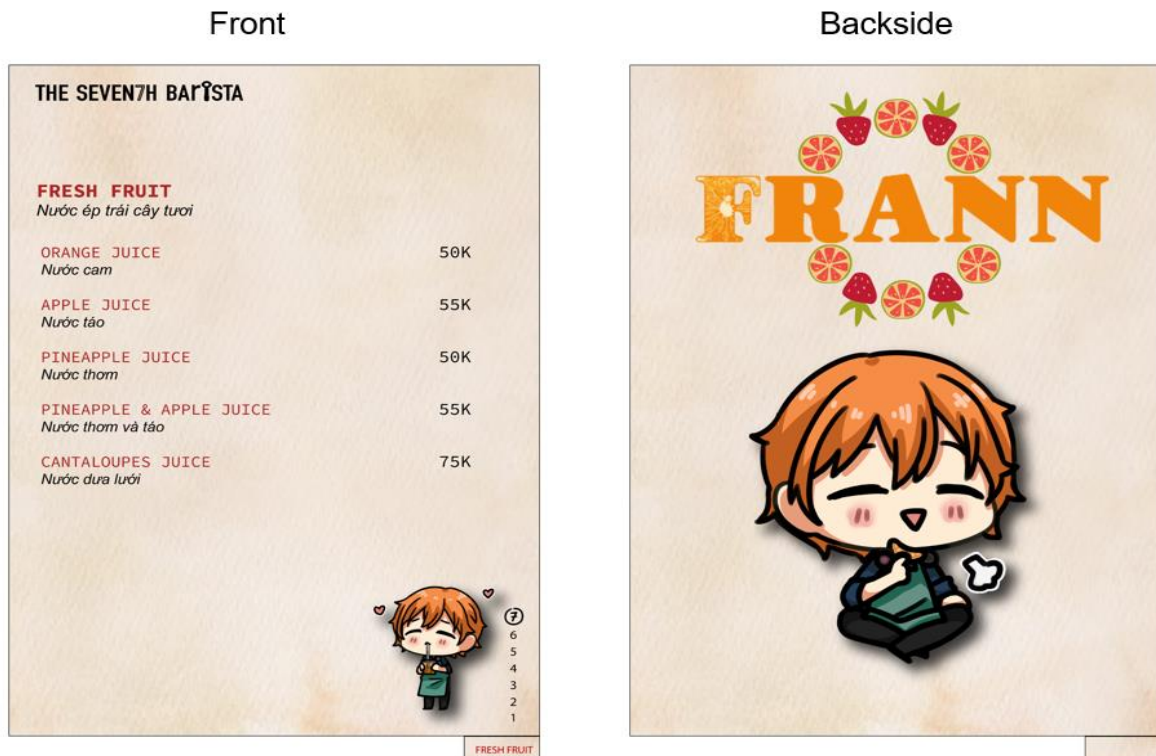 Front
THE SEVEN7H BARISTA
FRESH FRUIT
Nước ép trái cây tươi
ORANGE JUICE 50K
Nước cam
APPLE JUICE 55K
Nước táo
PINEAPPLE JUICE 50K
Nước thơm
PINEAPPLE & APPLE JUICE 55K
Nước thơm và táo
CANTALOUPES JUICE 75K
Nước dưa lưới
7
6
5
4
3
2
1
FRESH FRUIT
Backside
FRANN